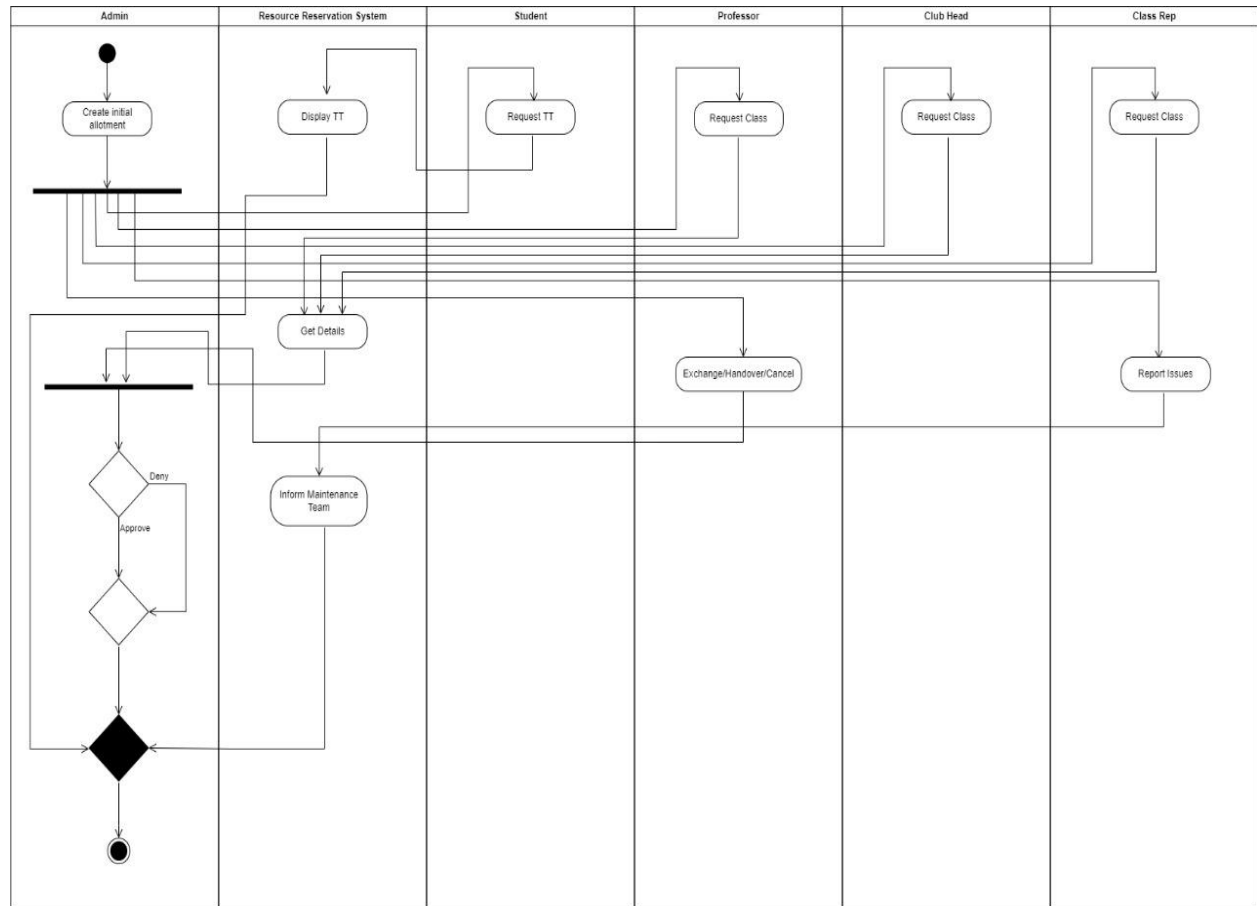 Admin
Resource Reservation System
Student
Professor
Club Head
Class Rep
Create initial
allotment
Display TT
Request TT
Request Class
Request Class
Request Class
Get Details
Exchange/Handover/Cancel
Report Issues
Deny
Inform Maintenance
Team
Approve